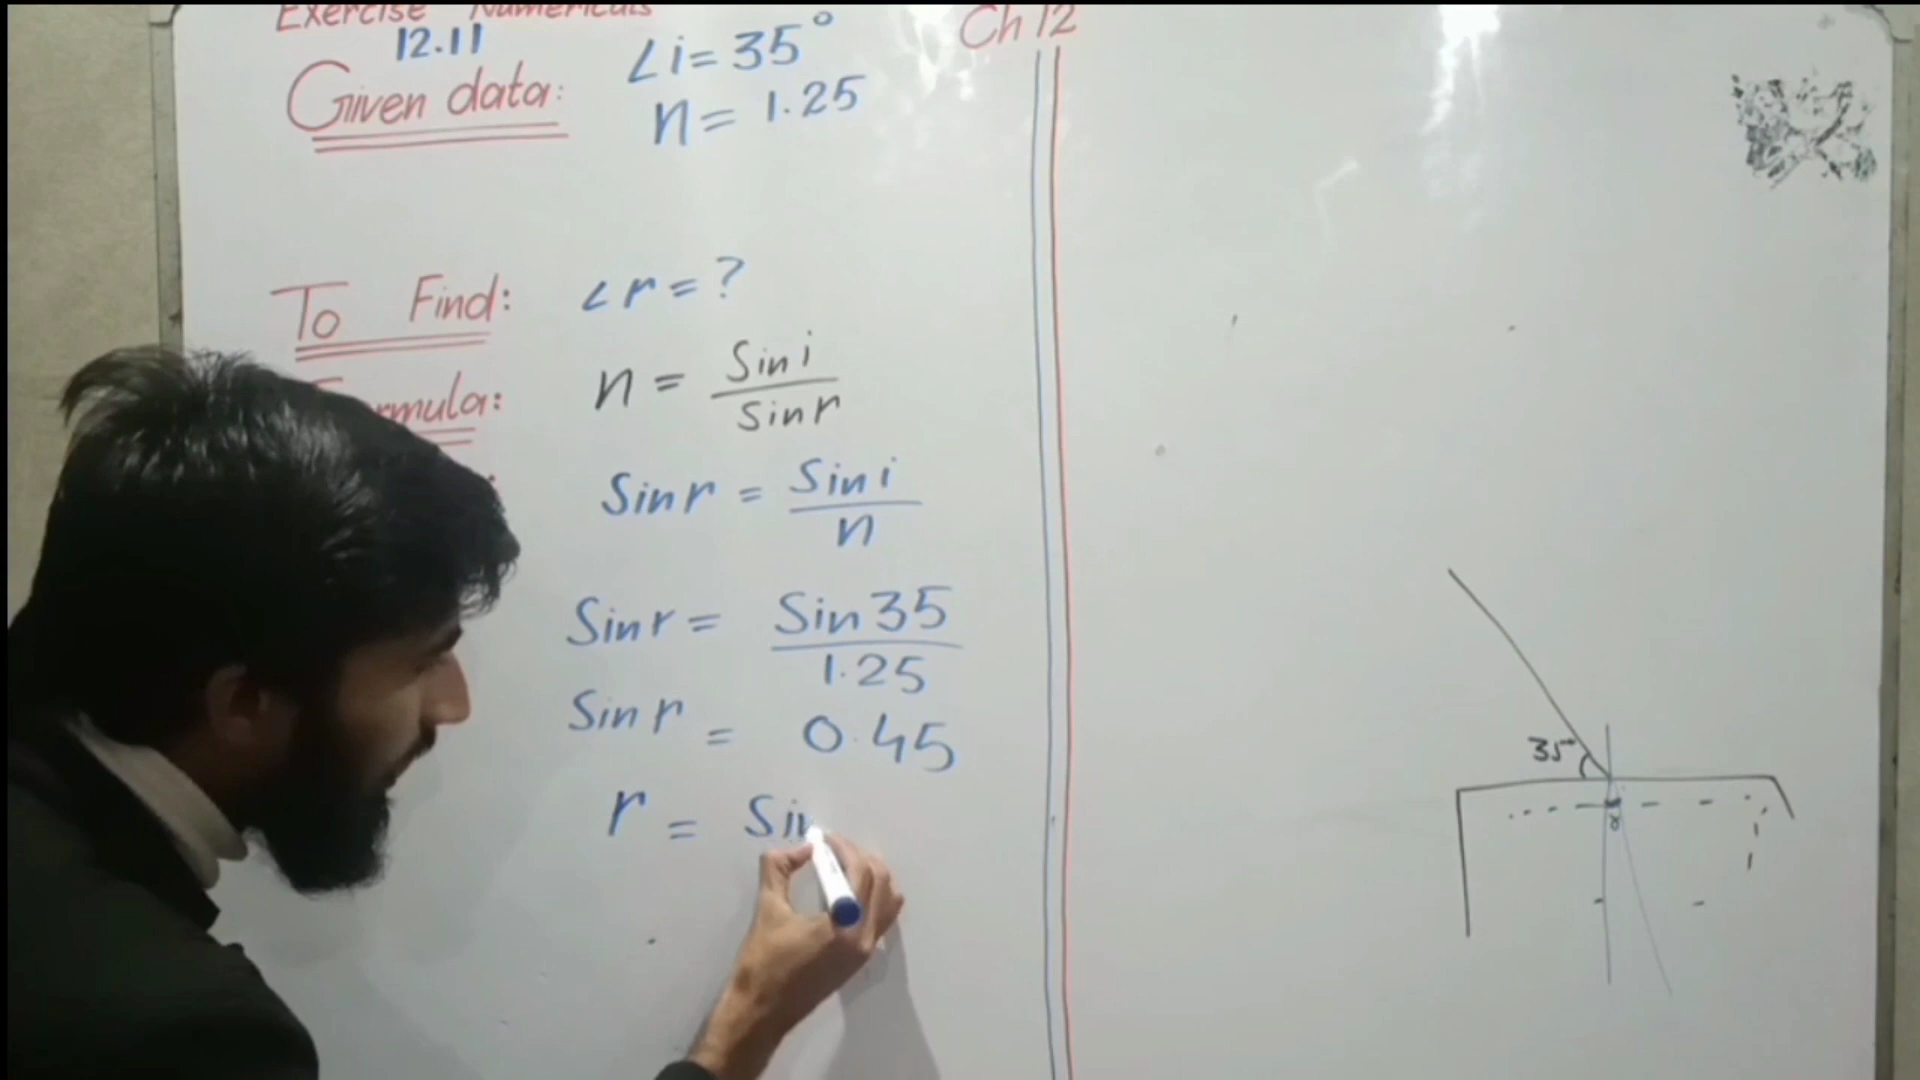 Exercise Numericals
12.11
Given data:
∠i = 35°
n = 1.25
To Find: ∠r = ?
n = Sin i / Sin r
Sin r = Sin i / n
Sin r = Sin 35 / 1.25
Sin r = 0.45
r = Sin
Ch 12
35°
r